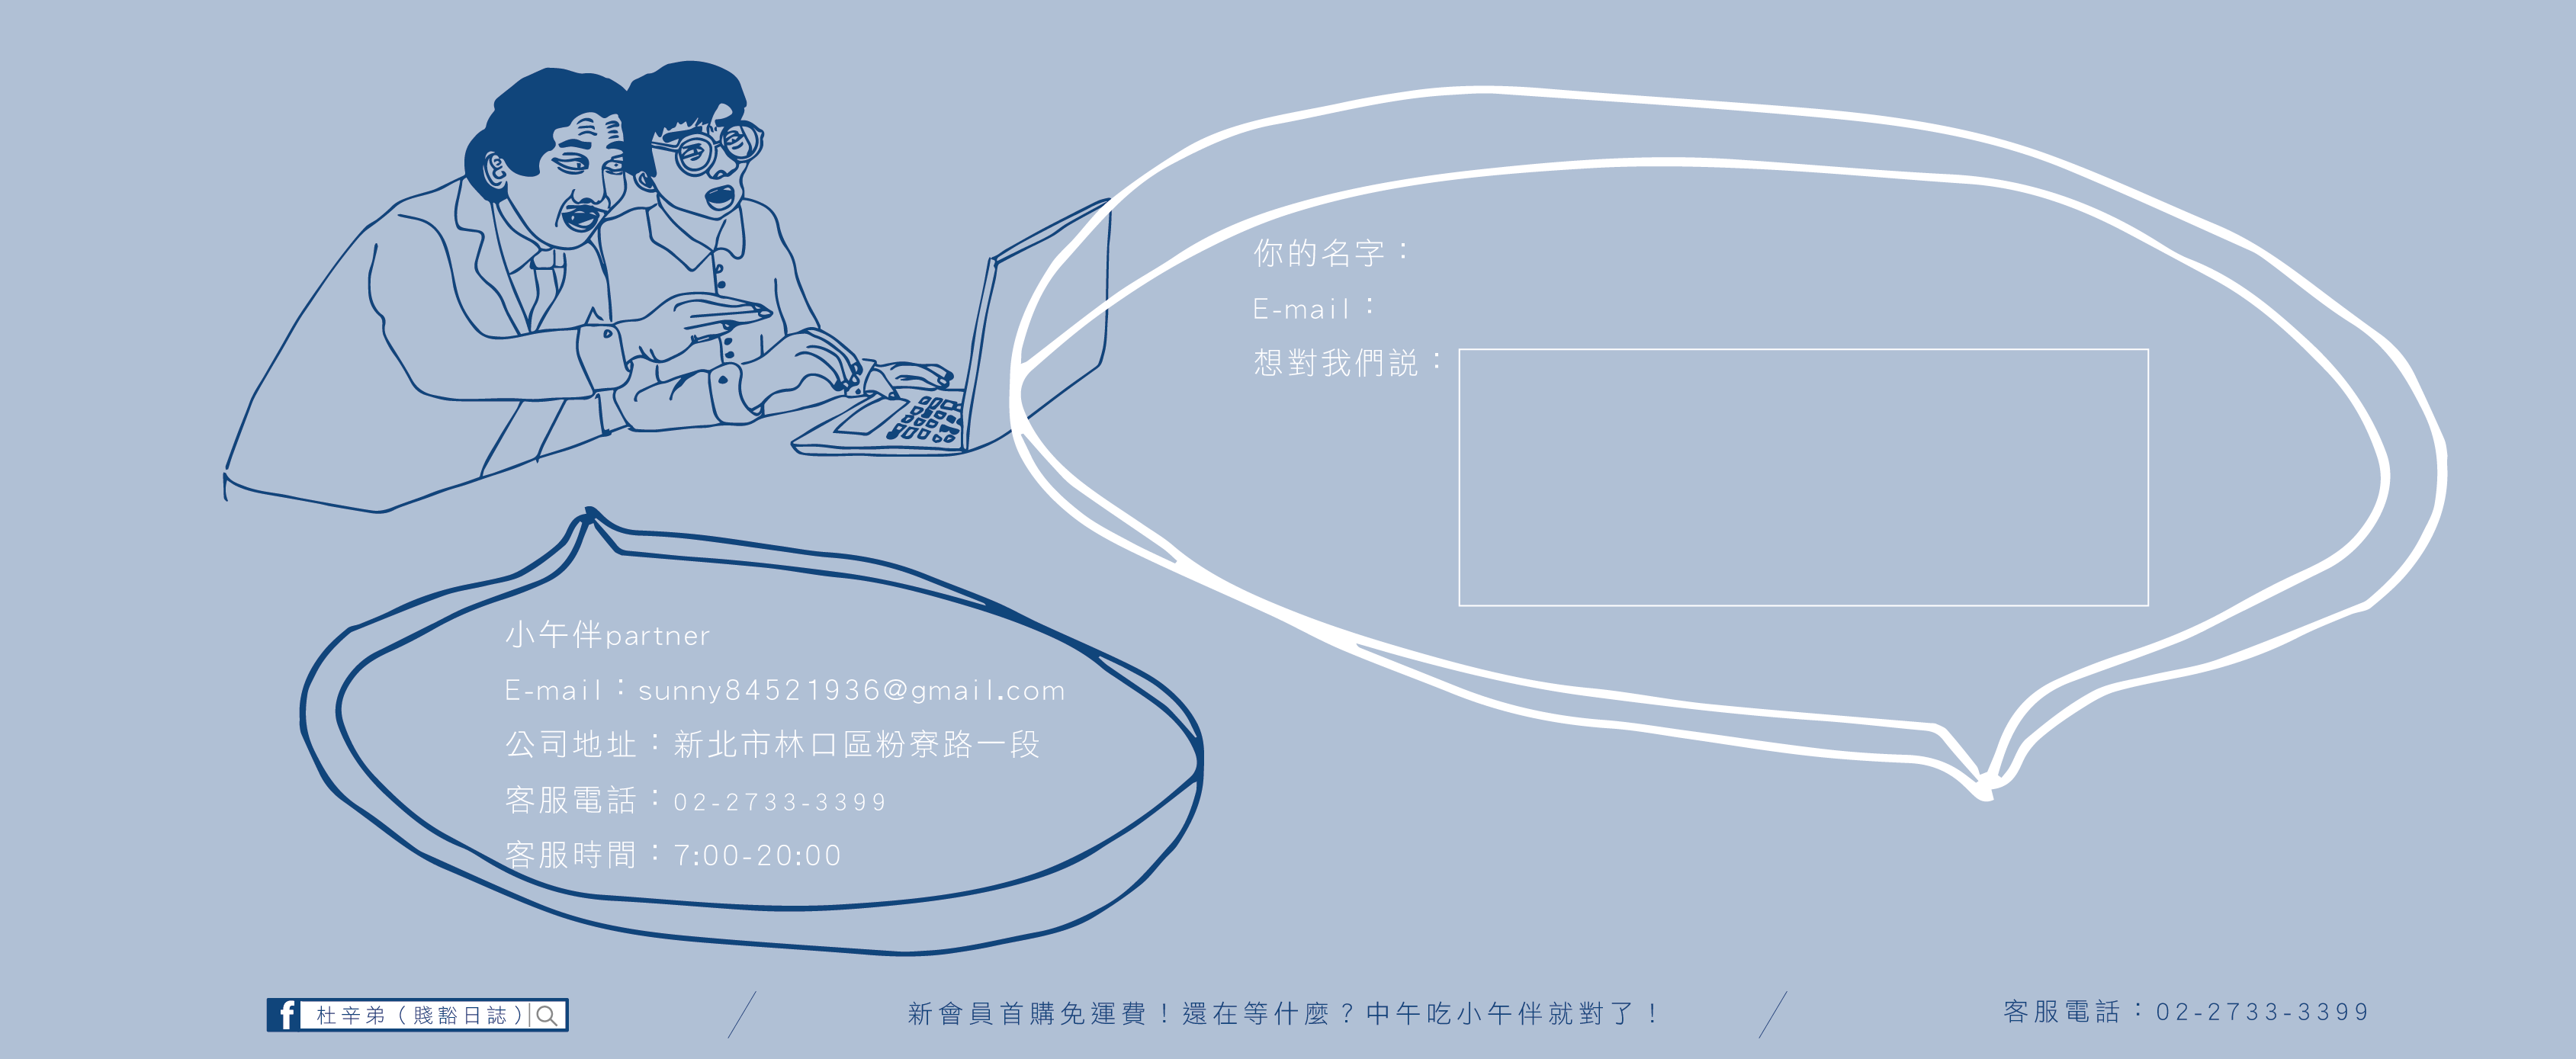 你的名字：
E-mail：
想對我們説：
小午伴partner
E-mail：sunny84521936@gmail.com
公司地址：新北市林口區粉寮路一段
客服電話：02-2733-3399
客服時間：7:00-20:00
f 杜辛弟（賤豁日誌）
新會員首購免運費！還在等什麼？中午吃小午伴就對了！
客服電話：02-2733-3399